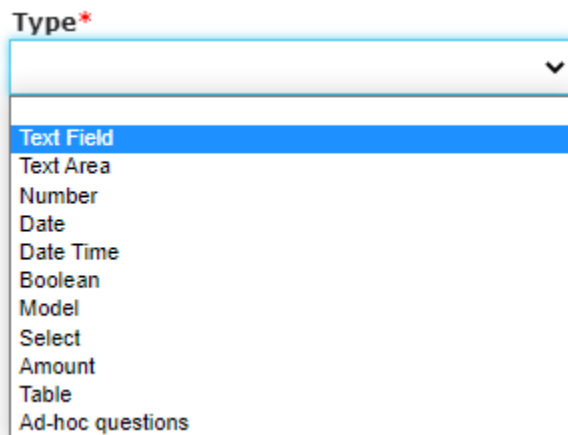 Type*
Text Field
Text Area
Number
Date
Date Time
Boolean
Model
Select
Amount
Table
Ad-hoc questions